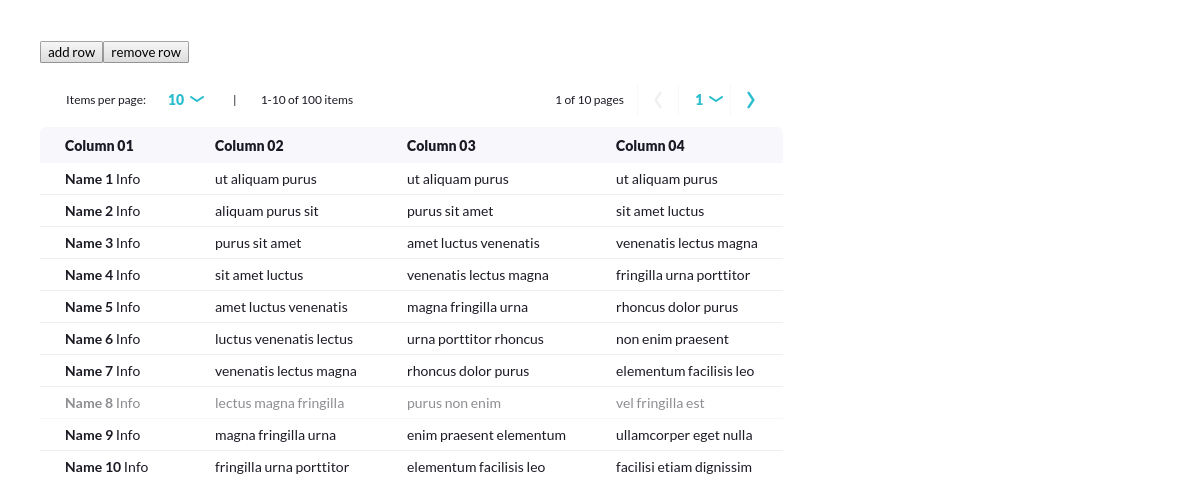 add row remove row
Items per page: 10 | 1-10 of 100 items 1 of 10 pages 1
Column 01 Column 02 Column 03 Column 04
Name 1 Info ut aliquam purus ut aliquam purus ut aliquam purus
Name 2 Info aliquam purus sit purus sit amet sit amet luctus
Name 3 Info purus sit amet amet luctus venenatis venenatis lectus magna
Name 4 Info sit amet luctus venenatis lectus magna fringilla urna porttitor
Name 5 Info amet luctus venenatis magna fringilla urna rhoncus dolor purus
Name 6 Info luctus venenatis lectus urna porttitor rhoncus non enim praesent
Name 7 Info venenatis lectus magna rhoncus dolor purus elementum facilisis leo
Name 8 Info lectus magna fringilla purus non enim vel fringilla est
Name 9 Info magna fringilla urna enim praesent elementum ullamcorper eget nulla
Name 10 Info fringilla urna porttitor elementum facilisis leo facilisi etiam dignissim